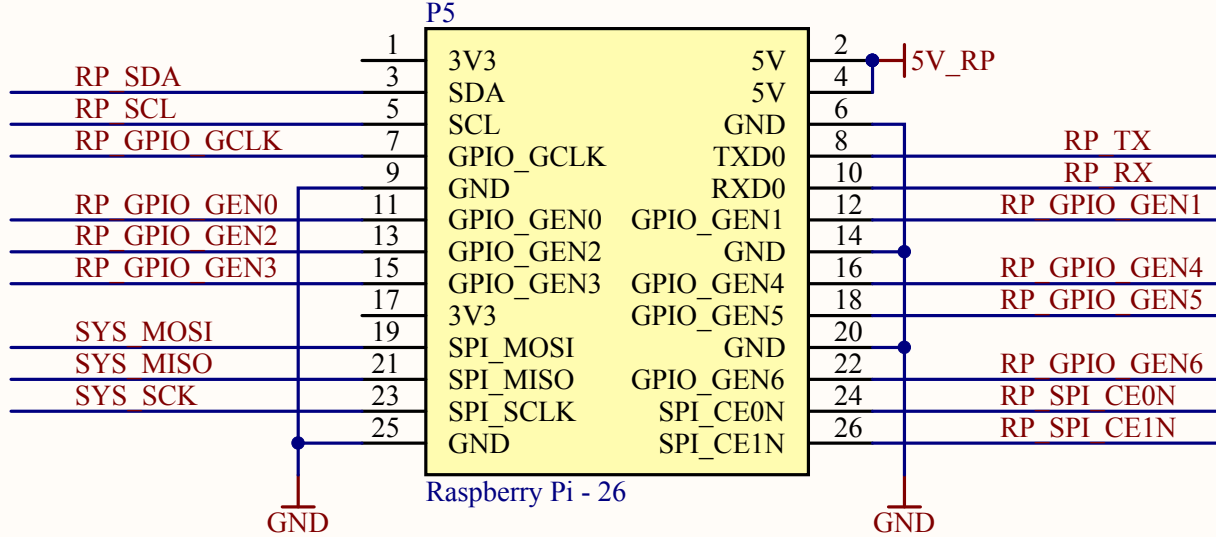 P5
1 3V3 5V 2 5V_RP
RP_SDA 3 SDA 5V 4
RP_SCL 5 SCL GND 6
RP_GPIO_GCLK 7 GPIO_GCLK TXD0 8 RP_TX
9 GND RXD0 10 RP_RX
RP_GPIO_GEN0 11 GPIO_GEN0 GPIO_GEN1 12 RP_GPIO_GEN1
RP_GPIO_GEN2 13 GPIO_GEN2 GND 14
RP_GPIO_GEN3 15 GPIO_GEN3 GPIO_GEN4 16 RP_GPIO_GEN4
17 3V3 GPIO_GEN5 18 RP_GPIO_GEN5
SYS_MOSI 19 SPI_MOSI GND 20
SYS_MISO 21 SPI_MISO GPIO_GEN6 22 RP_GPIO_GEN6
SYS_SCK 23 SPI_SCLK SPI_CE0N 24 RP_SPI_CE0N
25 GND SPI_CE1N 26 RP_SPI_CE1N
Raspberry Pi - 26
GND GND